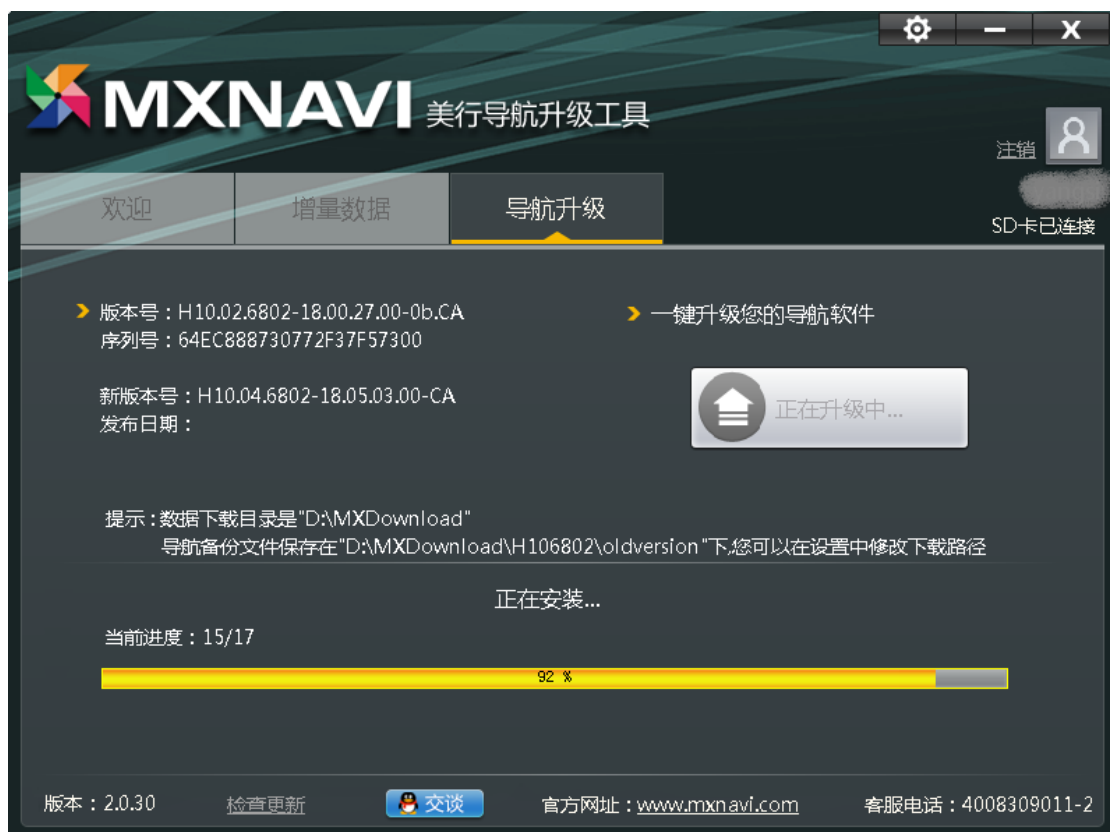 X
MXNAVI 美行导航升级工具
注销
欢迎 增量数据 导航升级
SD卡已连接
版本号：H10.02.6802-18.00.27.00-0b.CA
序列号：64EC888730772F37F57300
一键升级您的导航软件
新版本号：H10.04.6802-18.05.03.00-CA
发布日期：
正在升级中...
提示：数据下载目录是"D:\MXDownload"
导航备份文件保存在"D:\MXDownload\H106802\oldversion"下,您可以在设置中修改下载路径
正在安装...
当前进度：15/17
92 %
版本：2.0.30 检查更新 交谈 官方网址：www.mxnavi.com 客服电话：4008309011-2